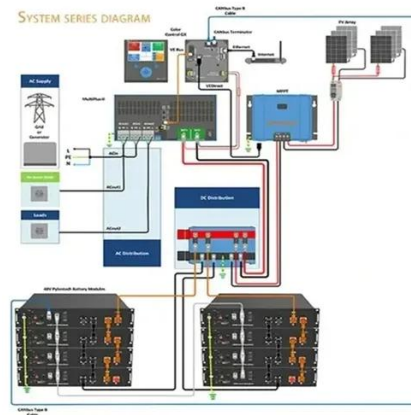 SYSTEM SERIES DIAGRAM
CANbus Type B
Cable
Color
Control GX
CANbus Terminator
PV Array
VE Bus
Ethernet
Internet
AC Supply
VE.Direct
MPPT
MultiPlus-II
Grid
or
Generator
L
PE
N
ACin
ACout1
Loads
ACout2
DC Distribution
AC Distribution
48V Pylontech Battery Modules
CANbus Type B
Cable